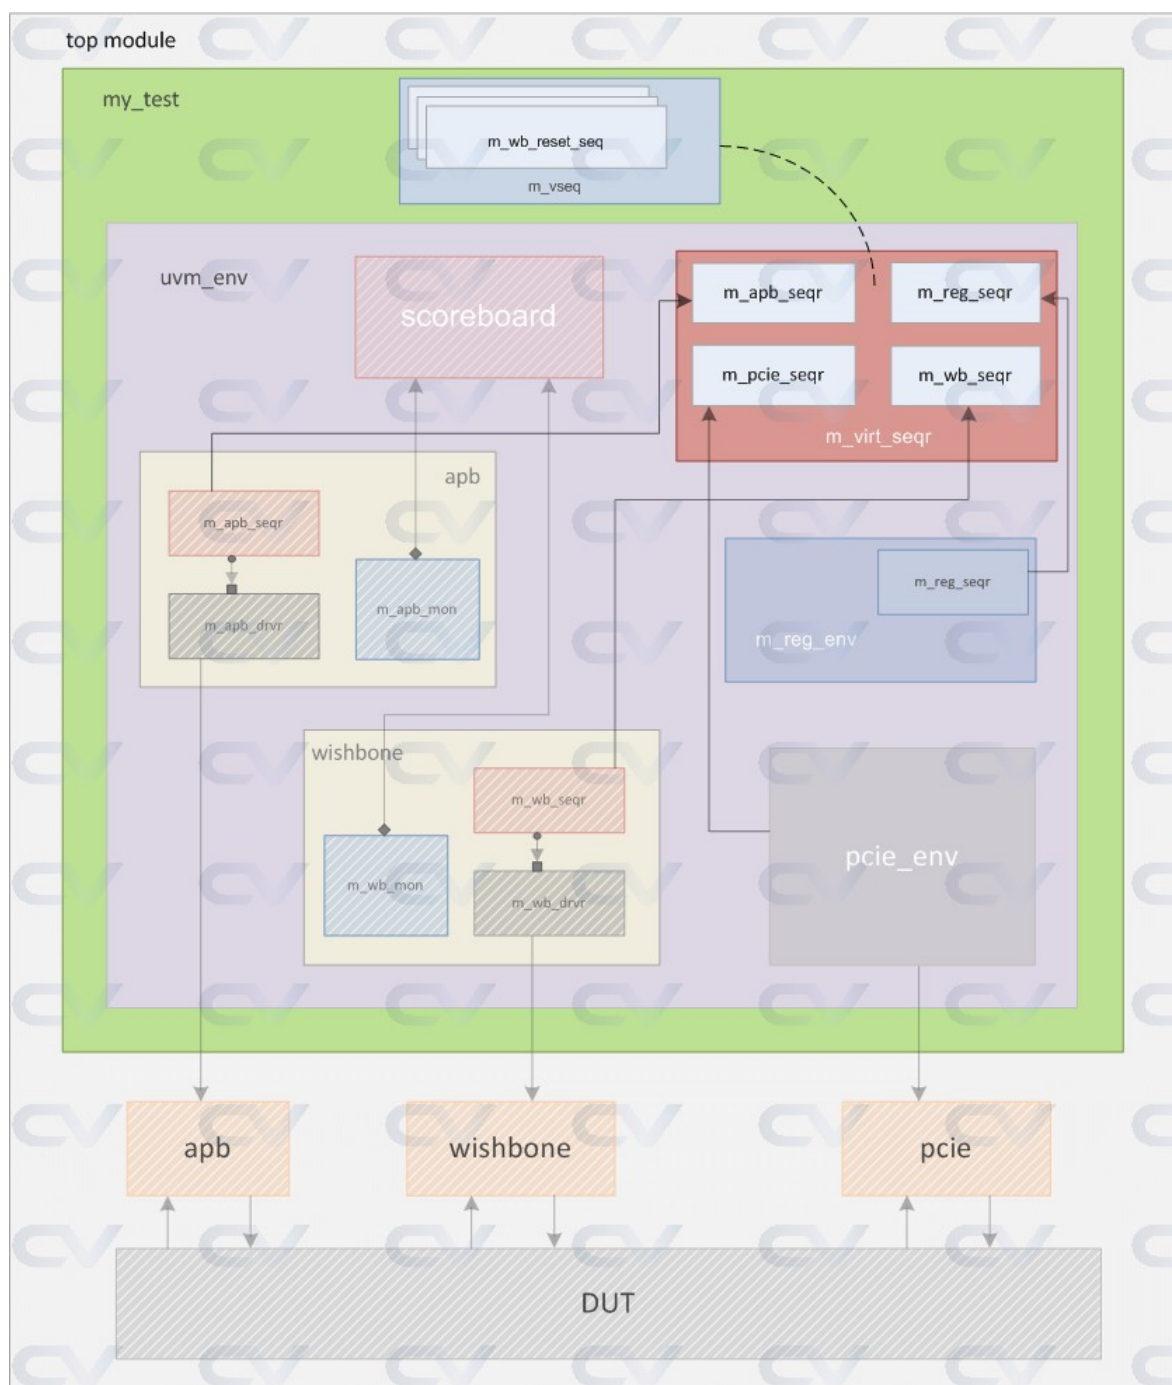 top module
my_test
m_wb_reset_seq
m_vseq
uvm_env
scoreboard
m_apb_seqr
m_reg_seqr
m_pcie_seqr
m_wb_seqr
m_virt_seqr
apb
m_apb_seqr
m_apb_drvr
m_apb_mon
m_reg_seqr
m_reg_env
wishbone
m_wb_seqr
m_wb_mon
m_wb_drvr
pcie_env
apb
wishbone
pcie
DUT